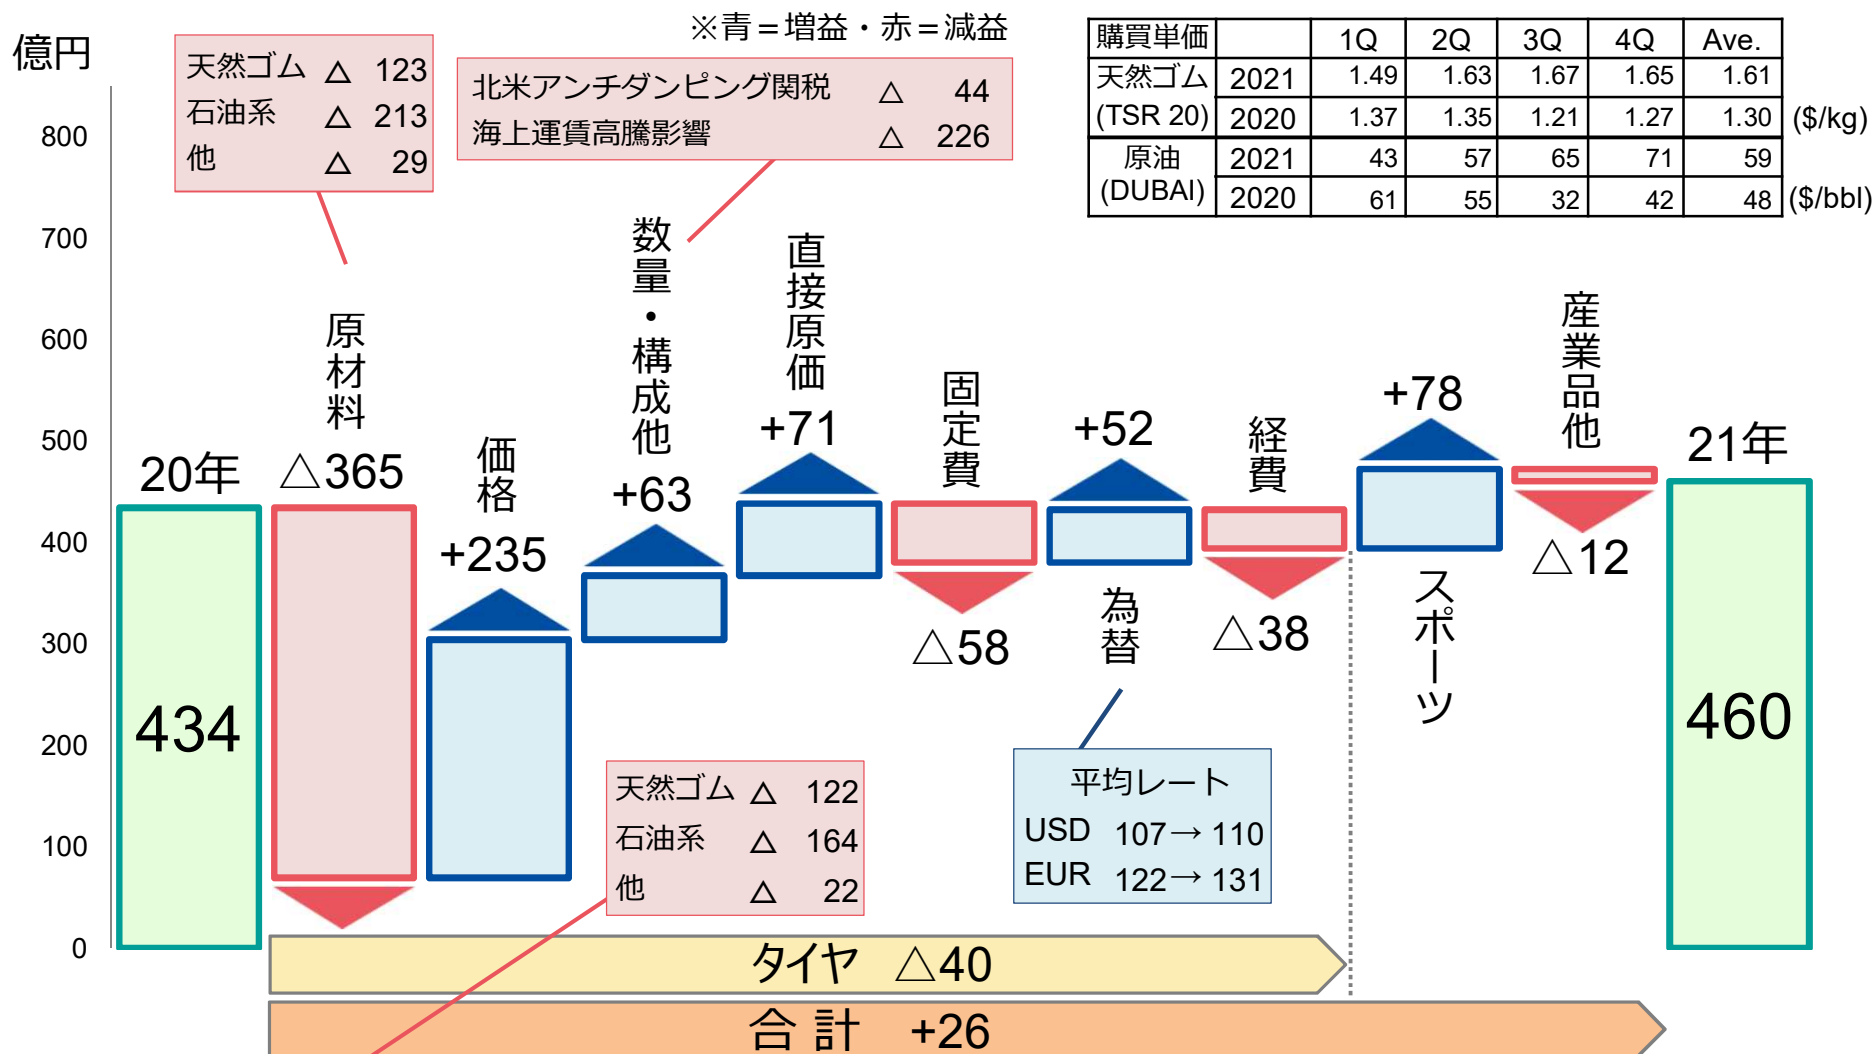 ※青＝増益・赤＝減益
億円
天然ゴム △ 123
石油系 △ 213
他 △ 29
北米アンチダンピング関税 △ 44
海上運賃高騰影響 △ 226
購買単価 1Q 2Q 3Q 4Q Ave.
天然ゴム 2021 1.49 1.63 1.67 1.65 1.61
(TSR 20) 2020 1.37 1.35 1.21 1.27 1.30 ($/kg)
原油 2021 43 57 65 71 59
(DUBAI) 2020 61 55 32 42 48 ($/bbl)
800
700
600
500
400
300
200
100
0
20年
434
原材料
△365
価格
+235
数量・構成他
+63
直接原価
+71
固定費
△58
+52
為替
経費
△38
+78
スポーツ
産業品他
△12
21年
460
天然ゴム △ 122
石油系 △ 164
他 △ 22
平均レート
USD 107→ 110
EUR 122→ 131
タイヤ △40
合 計 +26